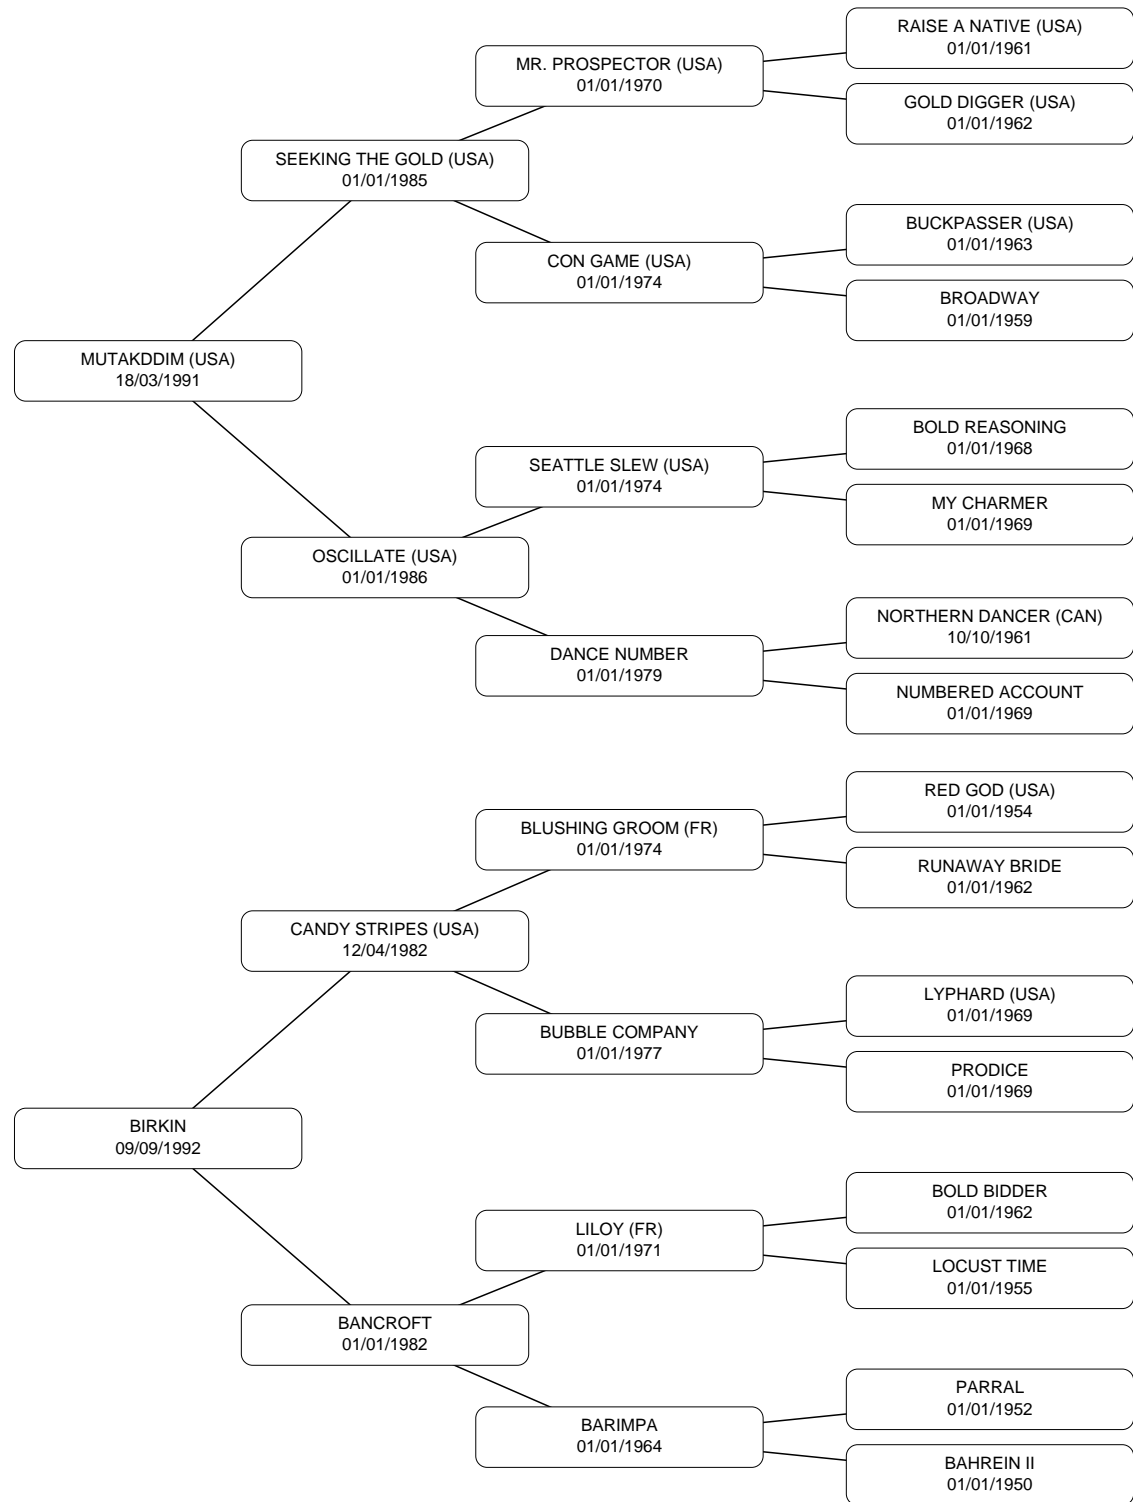 RAISE A NATIVE (USA)
01/01/1961
MR. PROSPECTOR (USA)
01/01/1970
GOLD DIGGER (USA)
01/01/1962
SEEKING THE GOLD (USA)
01/01/1985
BUCKPASSER (USA)
01/01/1963
CON GAME (USA)
01/01/1974
BROADWAY
01/01/1959
MUTAKDDIM (USA)
18/03/1991
BOLD REASONING
01/01/1968
SEATTLE SLEW (USA)
01/01/1974
MY CHARMER
01/01/1969
OSCILLATE (USA)
01/01/1986
NORTHERN DANCER (CAN)
10/10/1961
DANCE NUMBER
01/01/1979
NUMBERED ACCOUNT
01/01/1969
RED GOD (USA)
01/01/1954
BLUSHING GROOM (FR)
01/01/1974
RUNAWAY BRIDE
01/01/1962
CANDY STRIPES (USA)
12/04/1982
LYPHARD (USA)
01/01/1969
BUBBLE COMPANY
01/01/1977
PRODICE
01/01/1969
BIRKIN
09/09/1992
BOLD BIDDER
01/01/1962
LILOY (FR)
01/01/1971
LOCUST TIME
01/01/1955
BANCROFT
01/01/1982
PARRAL
01/01/1952
BARIMPA
01/01/1964
BAHREIN II
01/01/1950